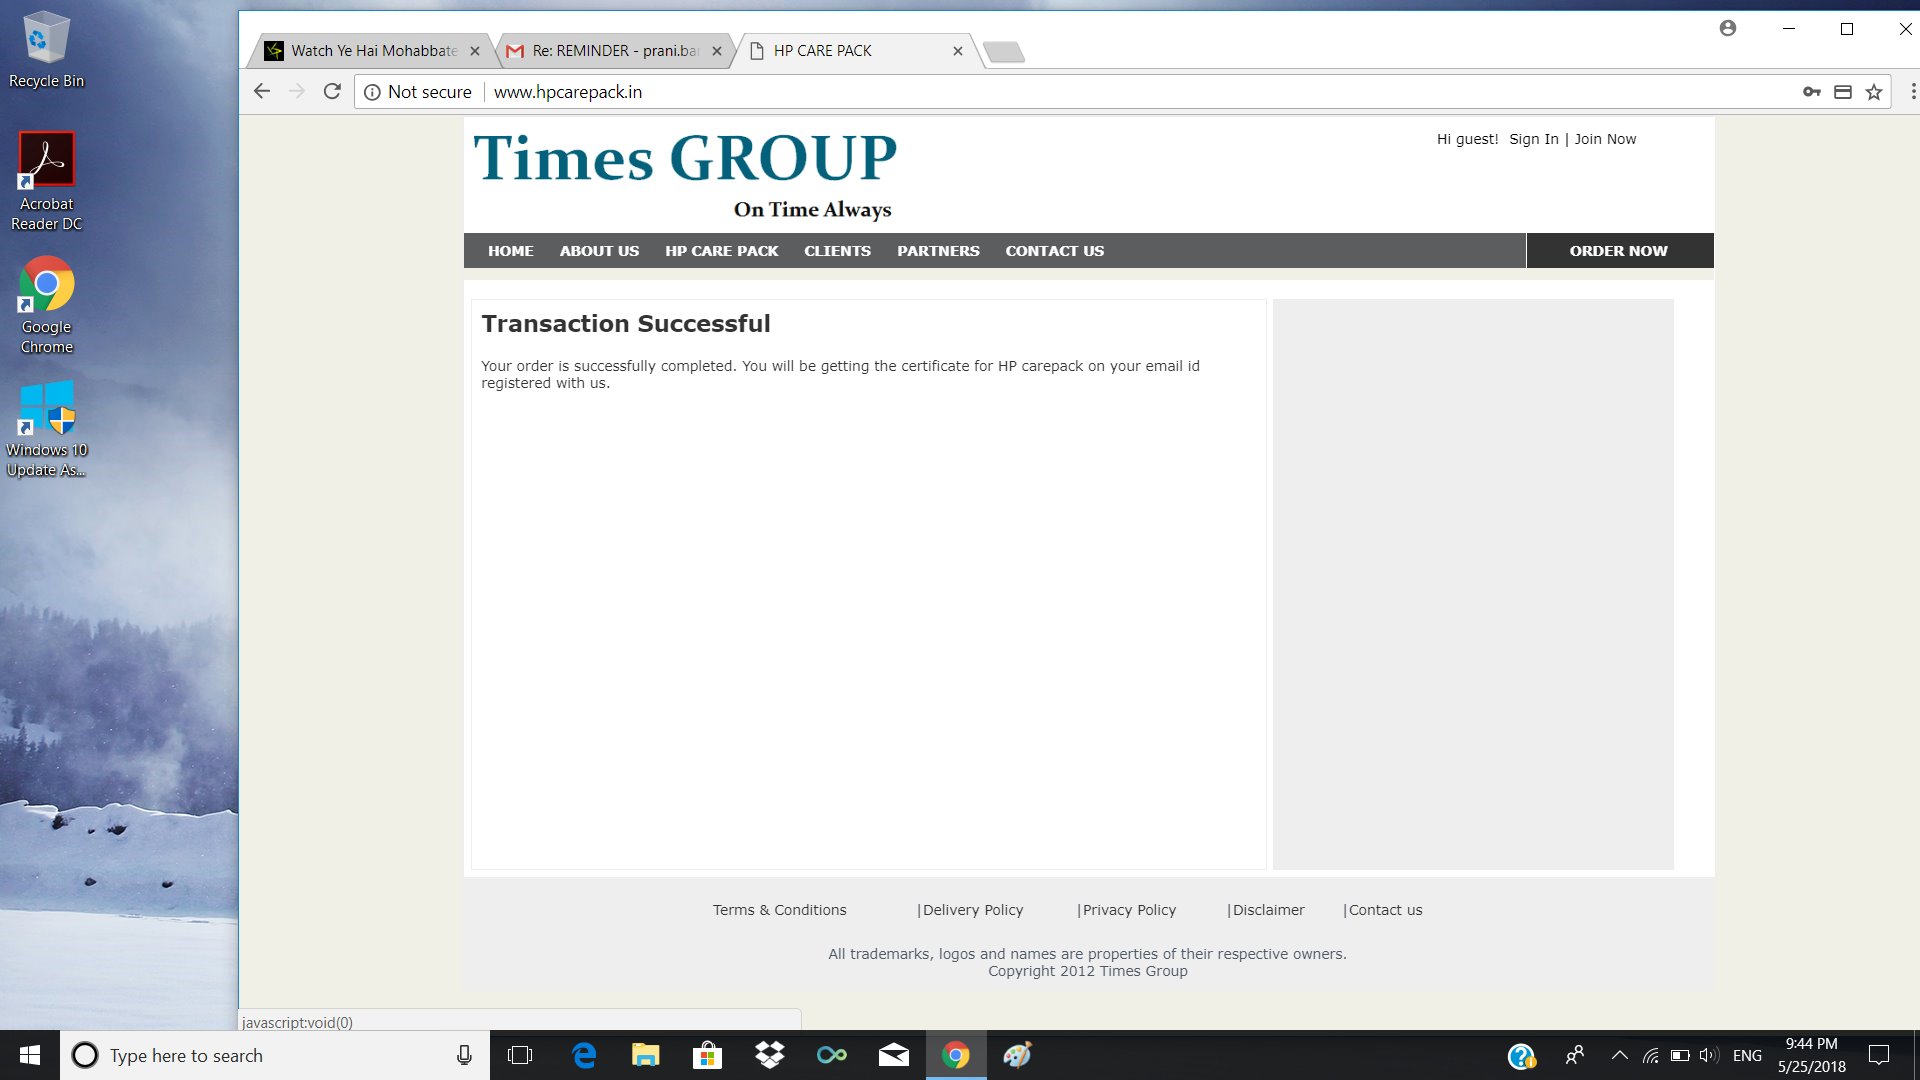 Recycle Bin
Acrobat
Reader DC
Google
Chrome
Windows 10
Update As...
Watch Ye Hai Mohabbate
Re: REMINDER - prani.ba
HP CARE PACK
Not secure
www.hpcarepack.in
Times GROUP
On Time Always
Hi guest! Sign In | Join Now
HOME ABOUT US HP CARE PACK CLIENTS PARTNERS CONTACT US ORDER NOW
Transaction Successful
Your order is successfully completed. You will be getting the certificate for HP carepack on your email id
registered with us.
Terms & Conditions |Delivery Policy |Privacy Policy |Disclaimer |Contact us
All trademarks, logos and names are properties of their respective owners.
Copyright 2012 Times Group
javascript:void(0)
Type here to search
ENG
9:44 PM
5/25/2018